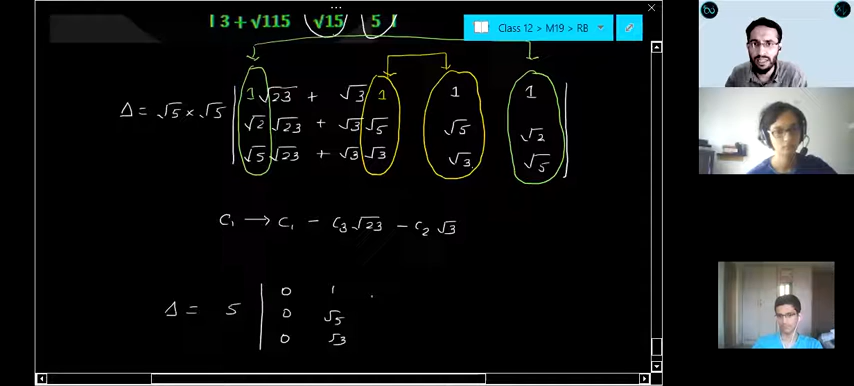 3 + √115 √15 5
Class 12 > M19 > RB
Δ = √5 × √5 | 1 √23 + √3 1 1 1 |
√2 √23 + √3 √5 √5 √2
√5 √23 + √3 √3 √3 √5
C₁ → C₁ - C₃ √23 - C₂ √3
Δ = 5 | 0 1
0 √5
0 √3